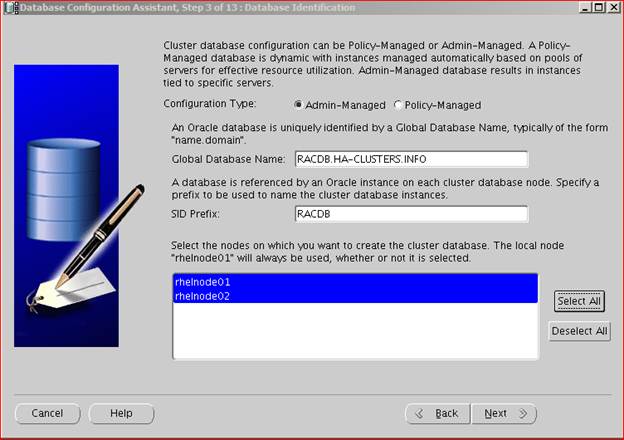 Database Configuration Assistant, Step 3 of 13 : Database Identification
Cluster database configuration can be Policy-Managed or Admin-Managed. A Policy-
Managed database is dynamic with instances managed automatically based on pools of
servers for effective resource utilization. Admin-Managed database results in instances
tied to specific servers.
Configuration Type: Admin-Managed Policy-Managed
An Oracle database is uniquely identified by a Global Database Name, typically of the form
"name.domain".
Global Database Name: RACDB.HA-CLUSTERS.INFO
A database is referenced by an Oracle instance on each cluster database node. Specify a
prefix to be used to name the cluster database instances.
SID Prefix: RACDB
Select the nodes on which you want to create the cluster database. The local node
"rhelnode01" will always be used, whether or not it is selected.
rhelnode01
rhelnode02
Select All
Deselect All
Cancel Help Back Next